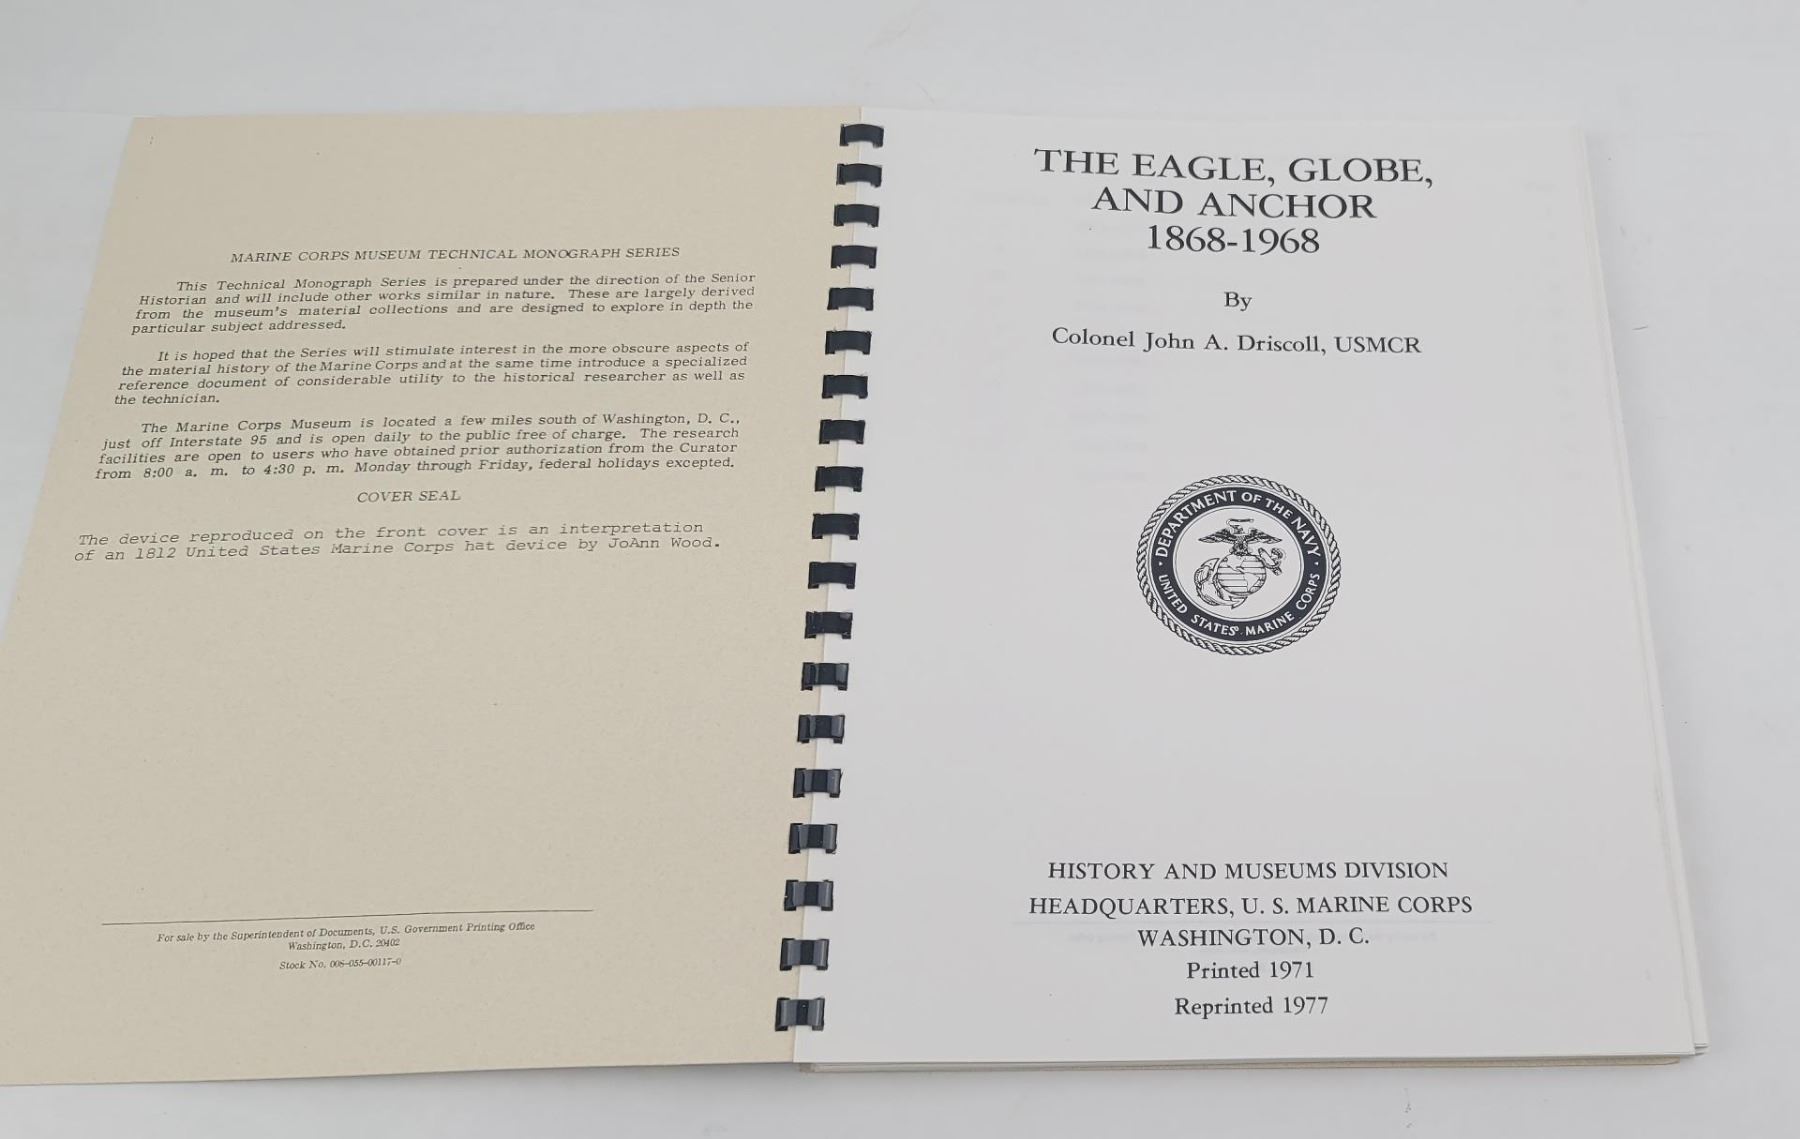 MARINE CORPS MUSEUM TECHNICAL MONOGRAPH SERIES
This Technical Monograph Series is prepared under the direction of the Senior
Historian and will include other works similar in nature. These are largely derived
from the museum's material collections and are designed to explore in depth the
particular subject addressed.
It is hoped that the Series will stimulate interest in the more obscure aspects of
the material history of the Marine Corps and at the same time introduce a specialized
reference document of considerable utility to the historical researcher as well as
the technician.
The Marine Corps Museum is located a few miles south of Washington, D. C.,
just off Interstate 95 and is open daily to the public free of charge. The research
facilities are open to users who have obtained prior authorization from the Curator
from 8:00 a. m. to 4:30 p. m. Monday through Friday, federal holidays excepted.
COVER SEAL
The device reproduced on the front cover is an interpretation
of an 1812 United States Marine Corps hat device by JoAnn Wood.
For sale by the Superintendent of Documents, U.S. Government Printing Office
Washington, D.C. 20402
Stock No. 008-055-00117-0
THE EAGLE, GLOBE,
AND ANCHOR
1868-1968
By
Colonel John A. Driscoll, USMCR
DEPARTMENT OF THE NAVY
UNITED STATES MARINE CORPS
HISTORY AND MUSEUMS DIVISION
HEADQUARTERS, U. S. MARINE CORPS
WASHINGTON, D. C.
Printed 1971
Reprinted 1977